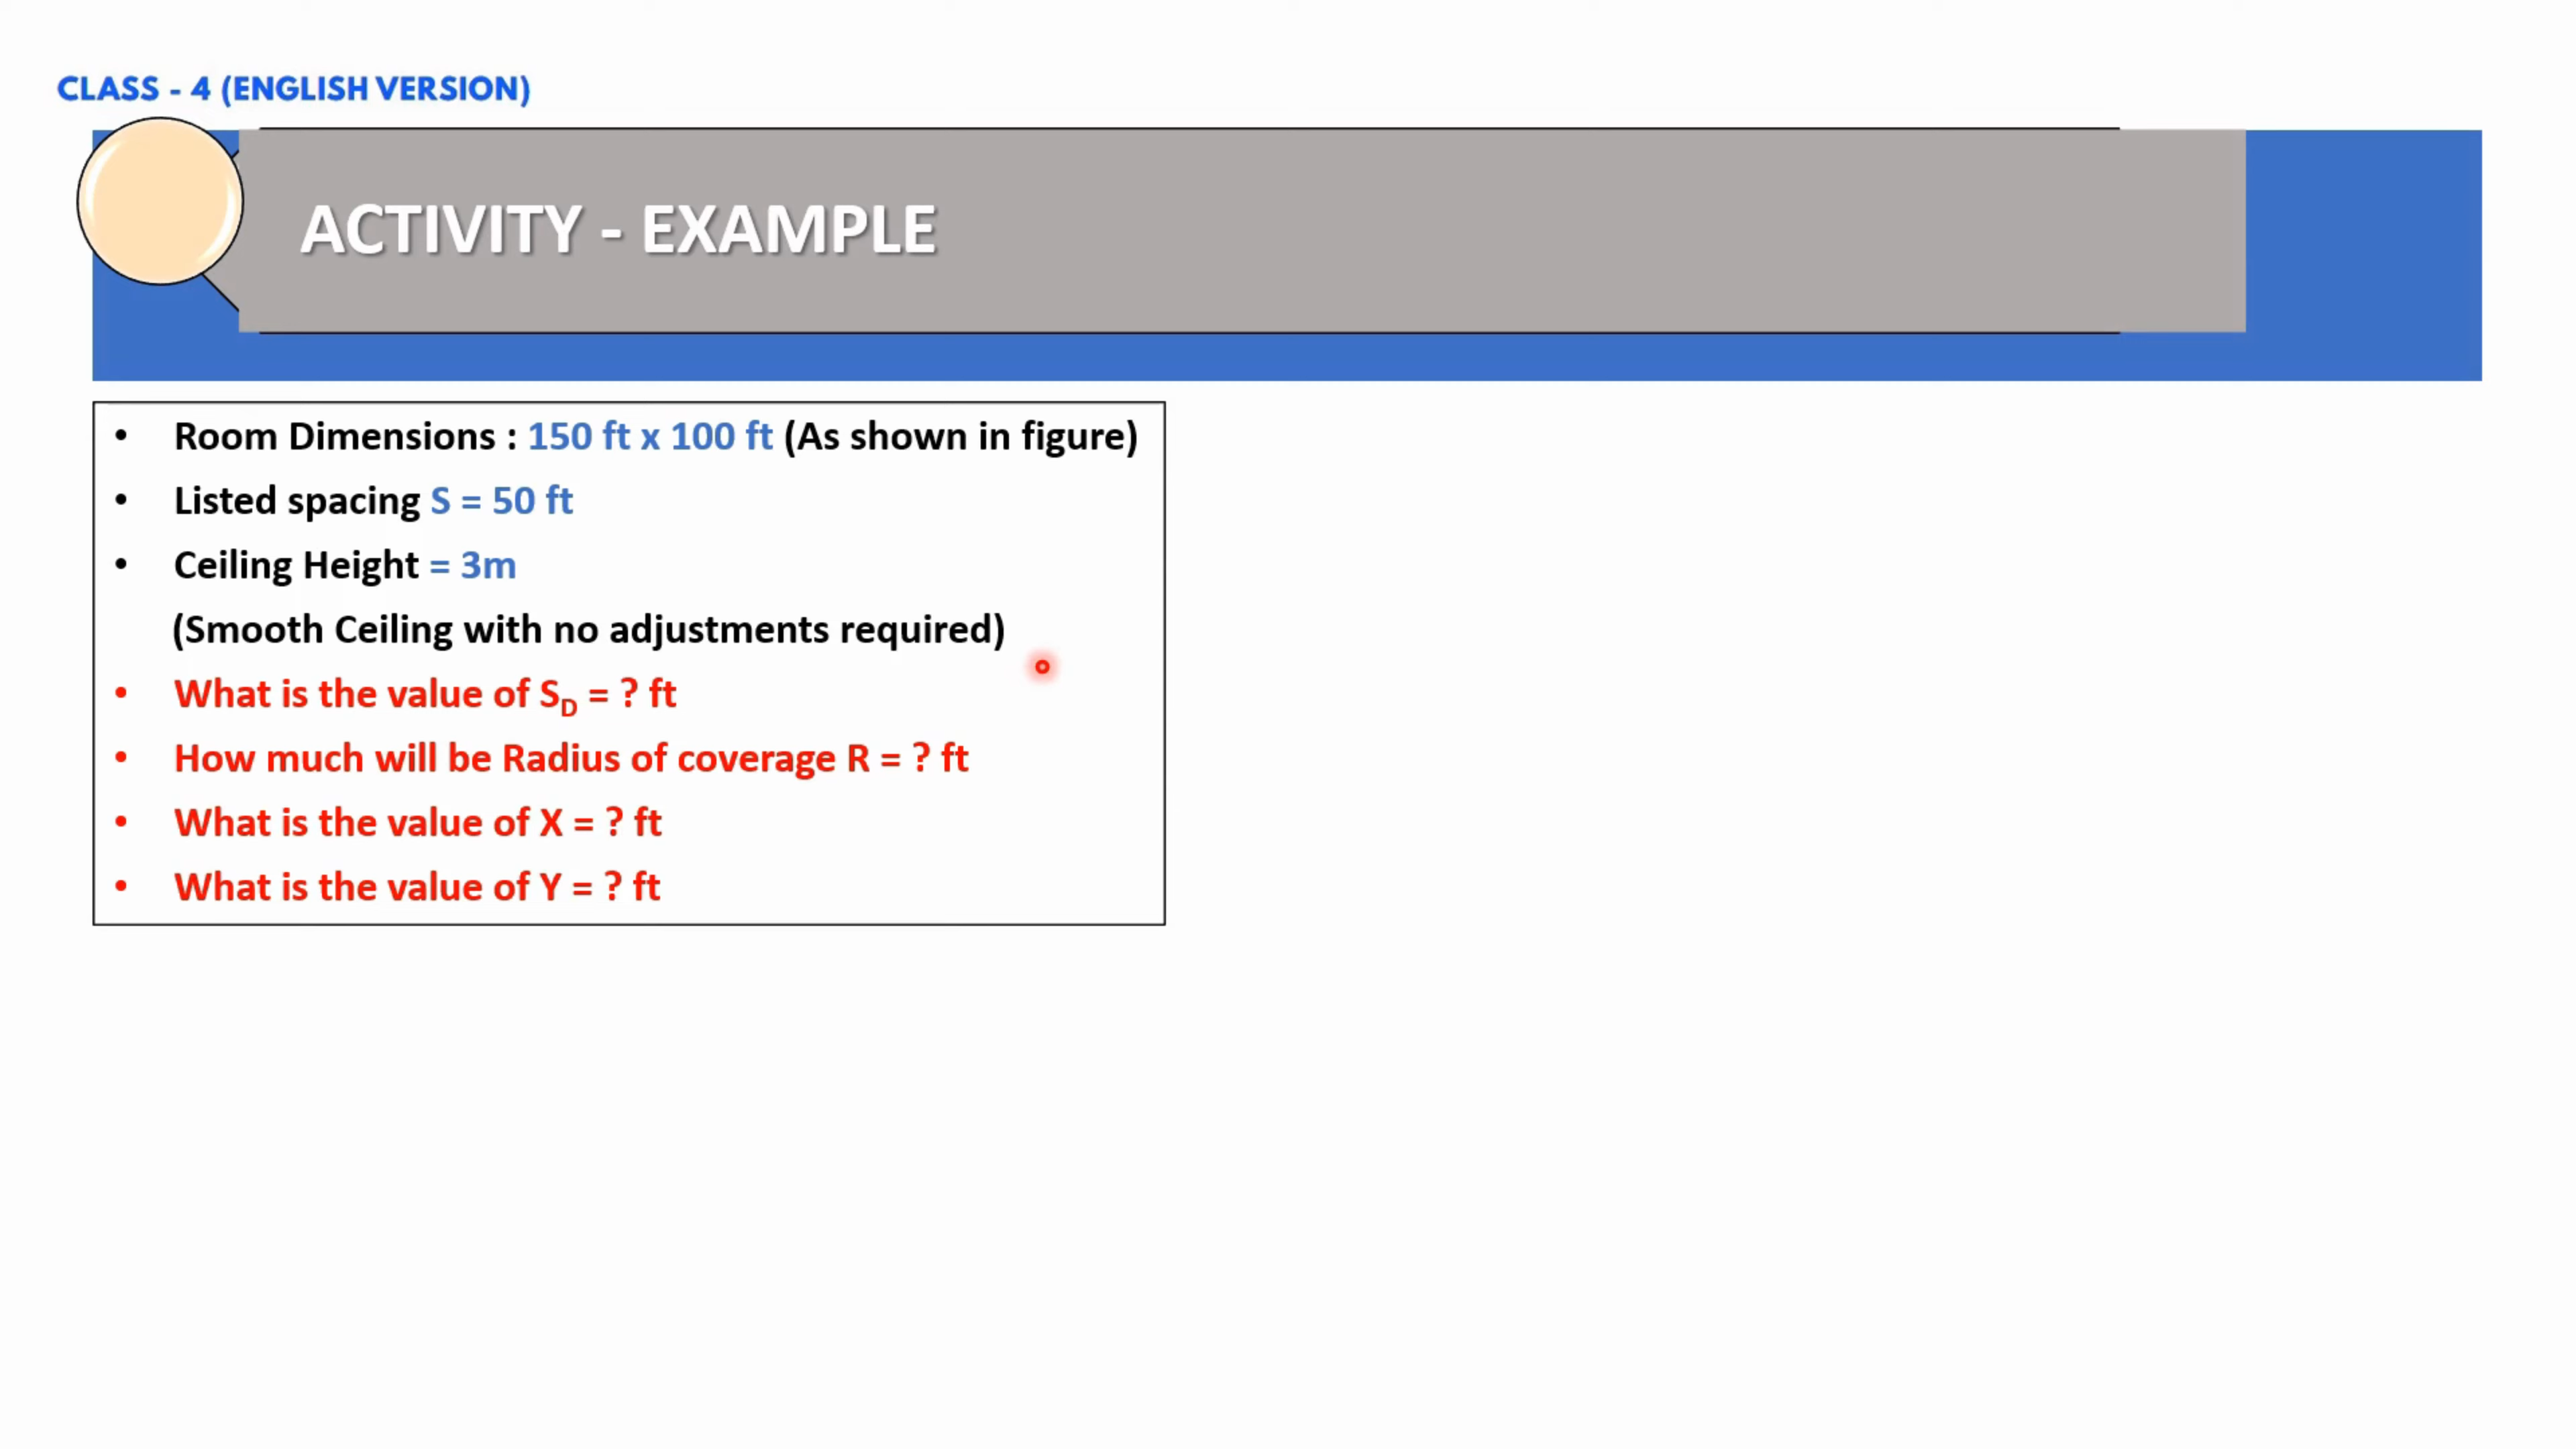 CLASS - 4 (ENGLISH VERSION)
ACTIVITY - EXAMPLE
• Room Dimensions : 150 ft x 100 ft (As shown in figure)
• Listed spacing S = 50 ft
• Ceiling Height = 3m
(Smooth Ceiling with no adjustments required)
• What is the value of S_D = ? ft
• How much will be Radius of coverage R = ? ft
• What is the value of X = ? ft
• What is the value of Y = ? ft